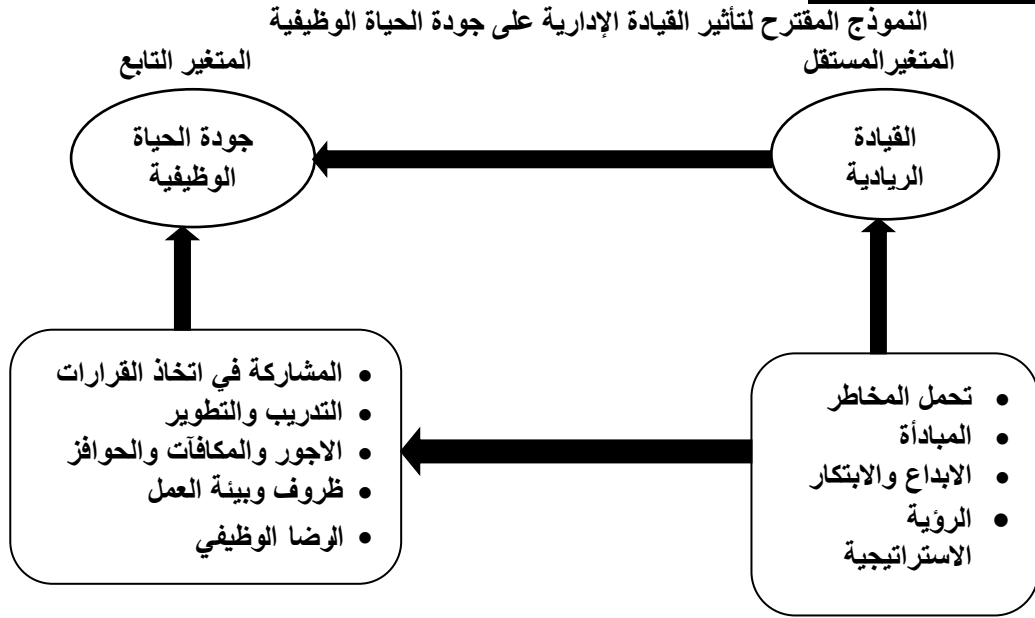 النموذج المقترح لتأثير القيادة الإدارية على جودة الحياة الوظيفية
المتغيرالمستقل
المتغير التابع
القيادة
الريادية
جودة الحياة
الوظيفية
• تحمل المخاطر
• المبادأة
• الابداع والابتكار
• الرؤية
الاستراتيجية
• المشاركة في اتخاذ القرارات
• التدريب والتطوير
• الاجور والمكافآت والحوافز
• ظروف وبيئة العمل
• الرضا الوظيفي